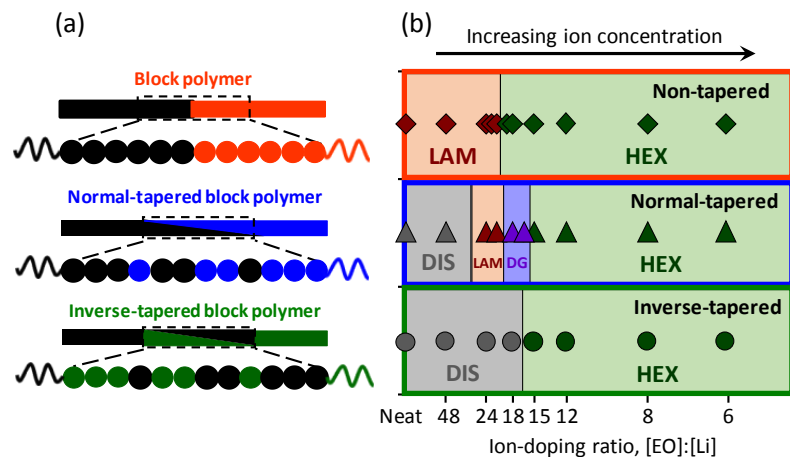 (a)
Block polymer
Normal-tapered block polymer
Inverse-tapered block polymer
(b)
Increasing ion concentration
Non-tapered
LAM
HEX
Normal-tapered
DIS
LAM
DG
HEX
Inverse-tapered
DIS
HEX
Neat 48 24 18 15 12 8 6
Ion-doping ratio, [EO]:[Li]